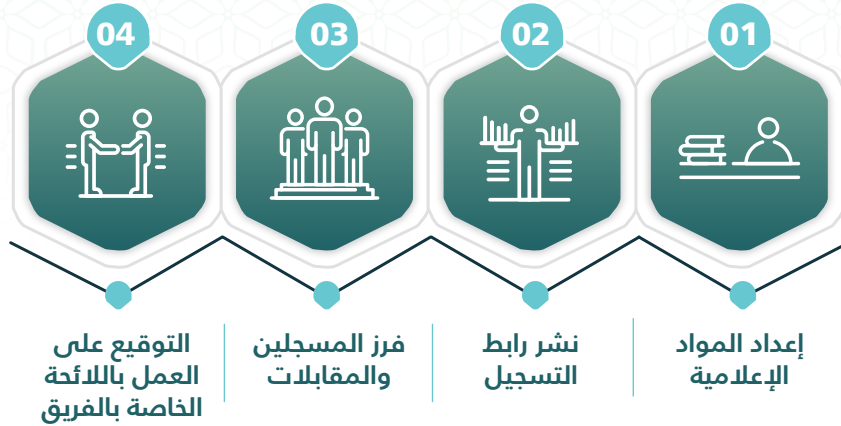 01
إعداد المواد
الإعلامية
02
نشر رابط
التسجيل
03
فرز المسجلين
والمقابلات
04
التوقيع على
العمل باللائحة
الخاصة بالفريق